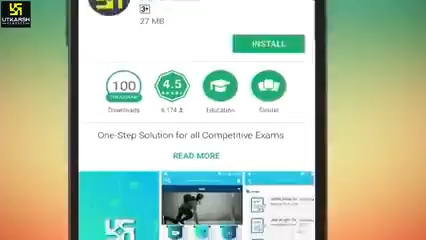 UTKARSH
3+
27 MB
INSTALL
100
4.5
Downloads
Education
Similar
One-Step Solution for all Competitive Exams
READ MORE